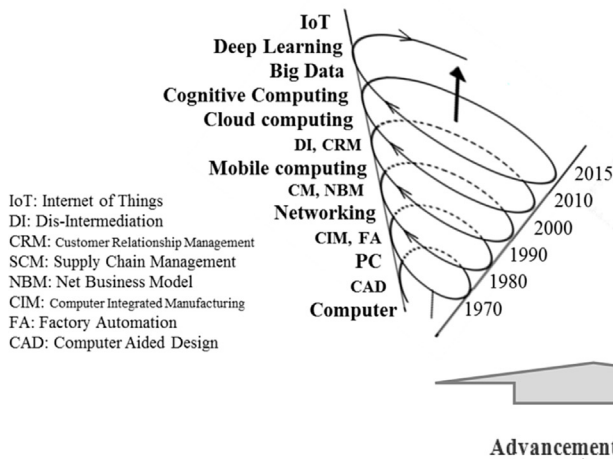 IoT
Deep Learning
Big Data
Cognitive Computing
Cloud computing
DI, CRM
Mobile computing
CM, NBM
Networking
CIM, FA
PC
CAD
Computer
2015
2010
2000
1990
1980
1970
IoT: Internet of Things
DI: Dis-Intermediation
CRM: Customer Relationship Management
SCM: Supply Chain Management
NBM: Net Business Model
CIM: Computer Integrated Manufacturing
FA: Factory Automation
CAD: Computer Aided Design
Advancement